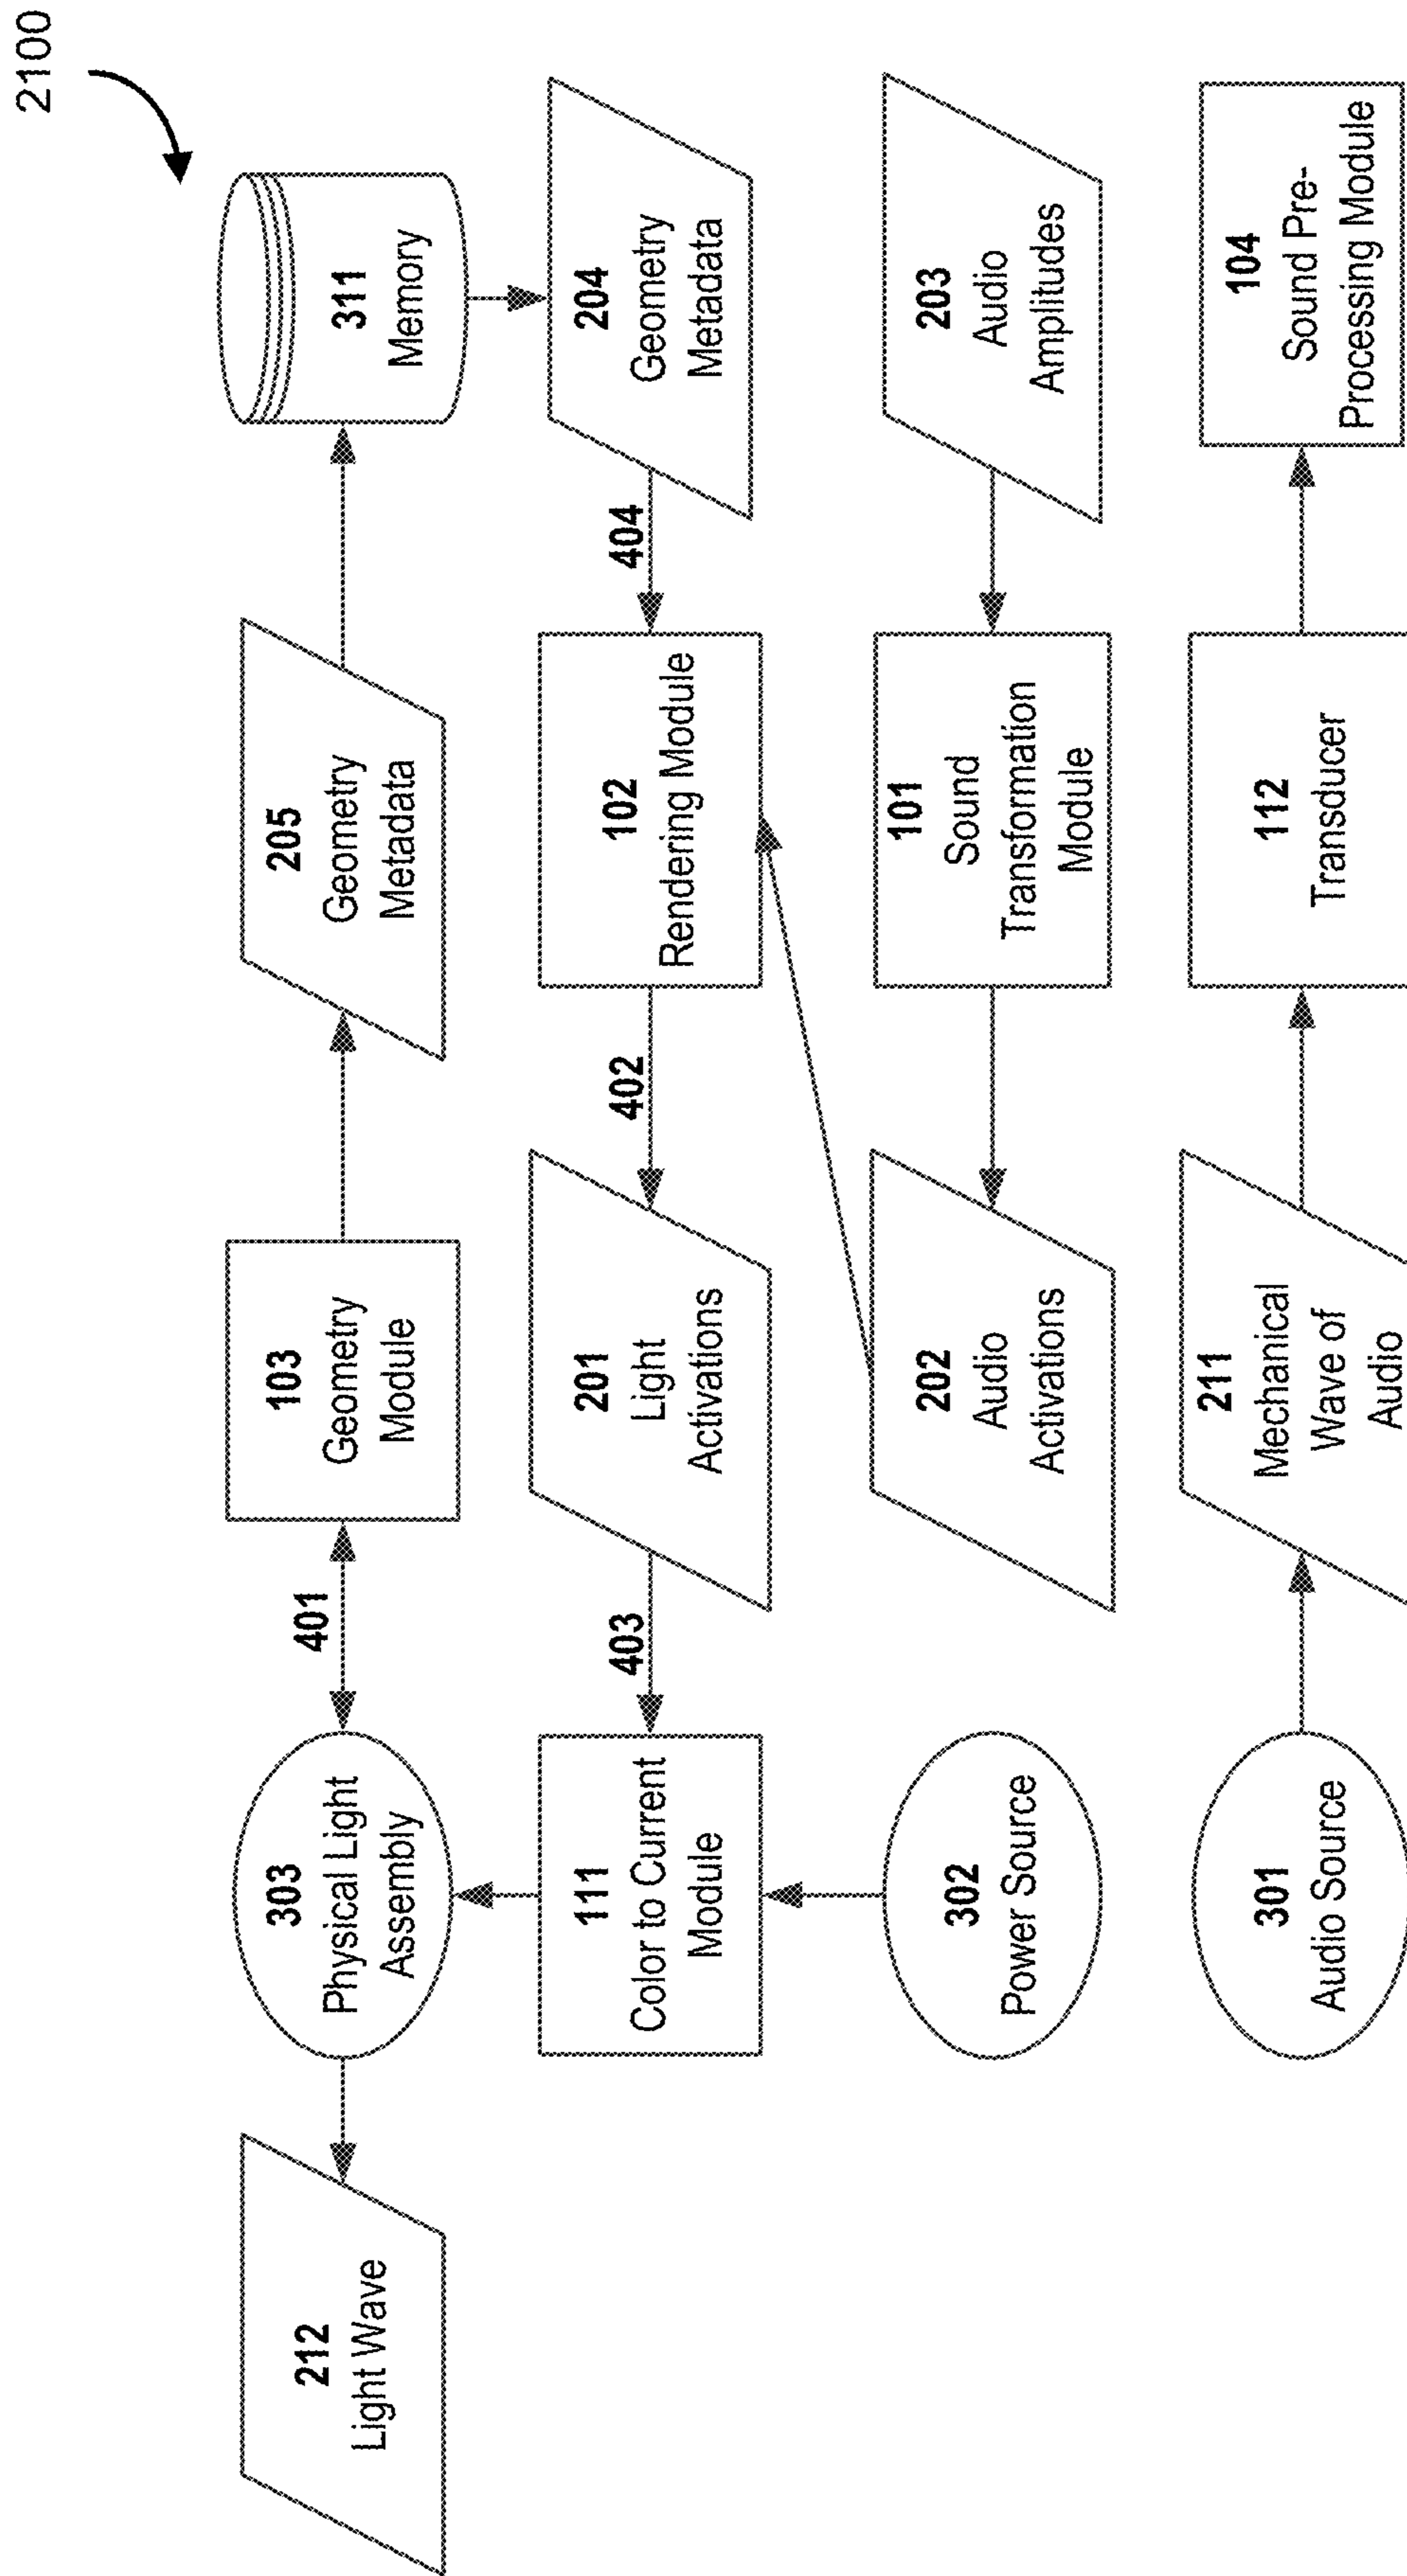 2100
212
Light Wave
303
Physical Light
Assembly
401
103
Geometry
Module
205
Geometry
Metadata
311
Memory
111
Color to Current
Module
403
201
Light
Activations
402
102
Rendering Module
404
204
Geometry
Metadata
302
Power Source
202
Audio
Activations
101
Sound
Transformation
Module
203
Audio
Amplitudes
301
Audio Source
211
Mechanical
Wave of
Audio
112
Transducer
104
Sound Pre-
Processing Module